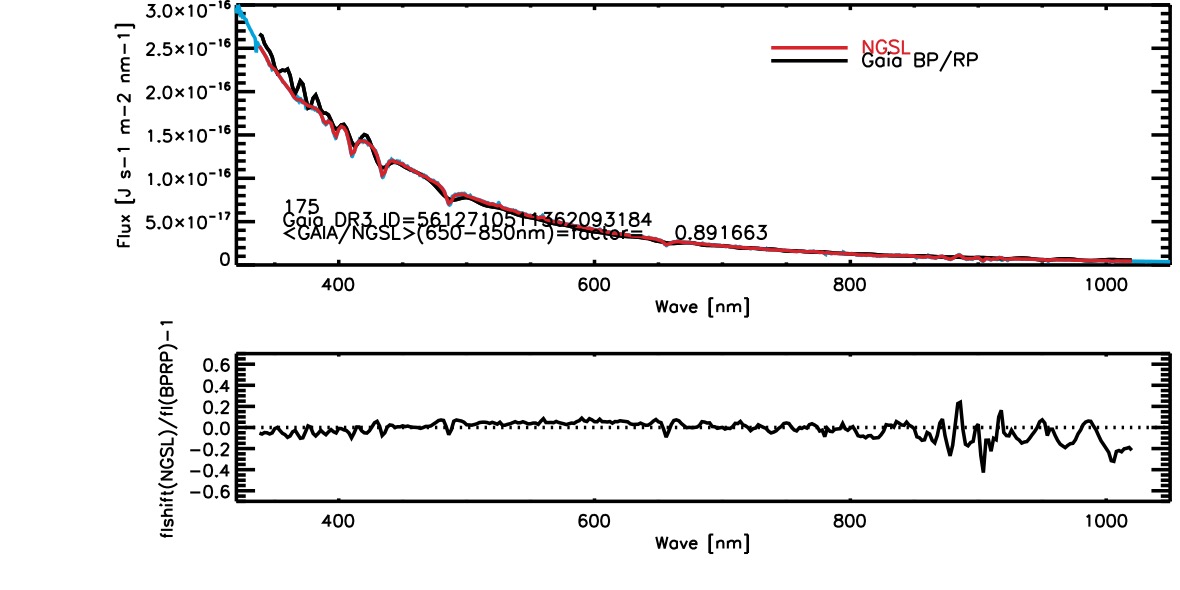 3.0×10−16
2.5×10−16
2.0×10−16
1.5×10−16
1.0×10−16
5.0×10−17
0
Flux [J s−1 m−2 nm−1]
NGSL
Gaia BP/RP
175
Gaia DR3 ID=5612710511362093184
<GAIA/NGSL>(650−850nm)=factor= 0.891663
400 600 800 1000
Wave [nm]
flshift(NGSL)/fl(BPRP)−1
0.6
0.4
0.2
0.0
−0.2
−0.4
−0.6
400 600 800 1000
Wave [nm]